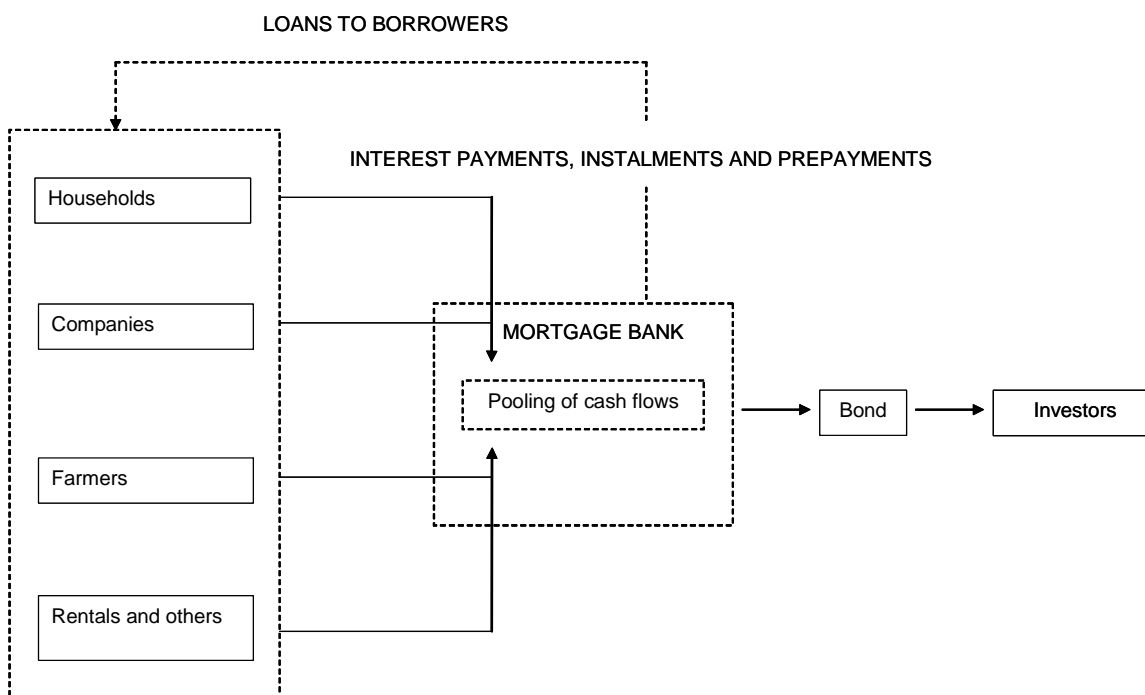 LOANS TO BORROWERS
INTEREST PAYMENTS, INSTALMENTS AND PREPAYMENTS
Households
Companies
MORTGAGE BANK
Pooling of cash flows
Bond
Investors
Farmers
Rentals and others